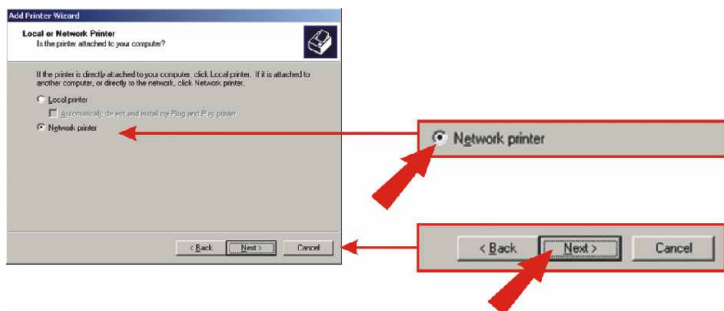 Add Printer Wizard
Local or Network Printer
Is the printer attached to your computer?
If the printer is directly attached to your computer, click Local printer. If it is attached to
another computer, or directly to the network, click Network printer.
Local printer
Automatically detect and install my Plug and Play printer
Network printer
Network printer
< Back Next > Cancel
< Back Next > Cancel